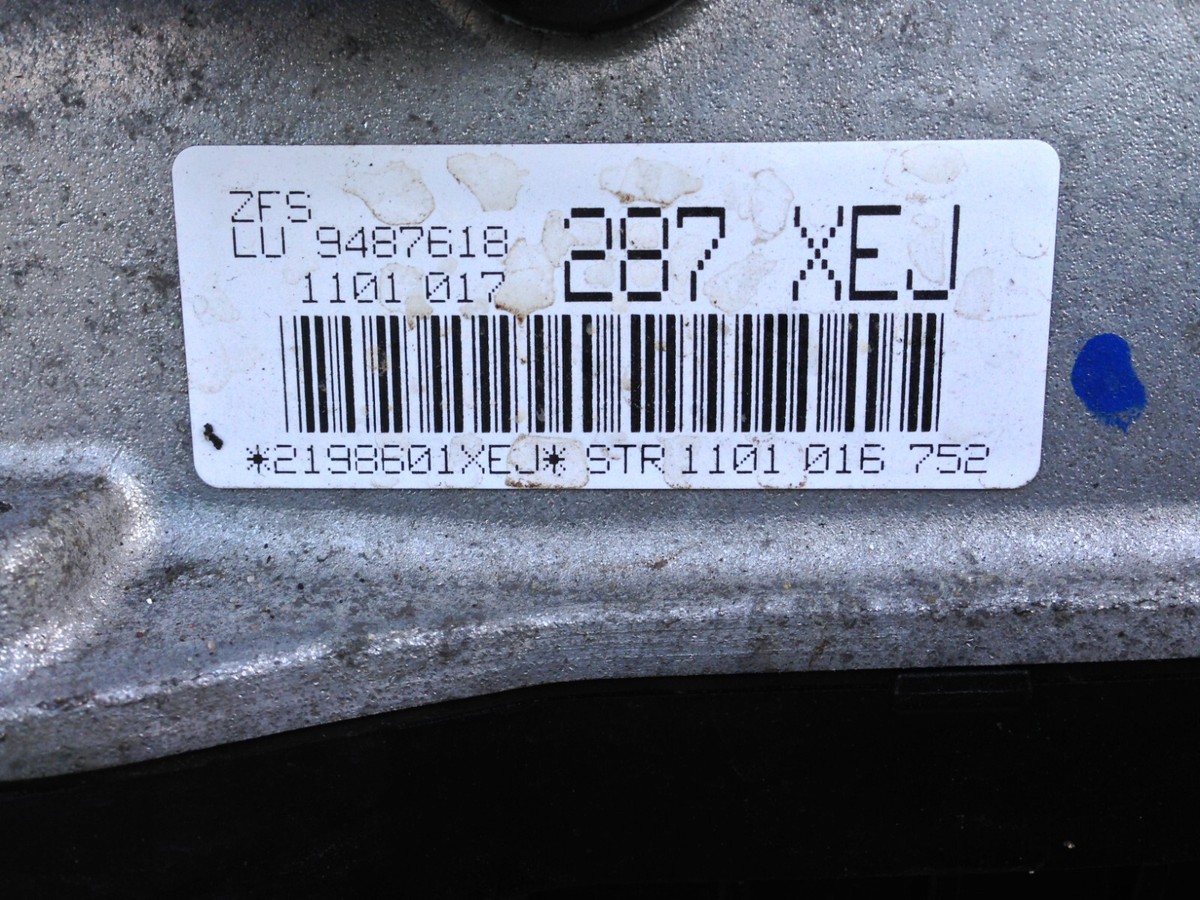 ZFS
LU 9487618
1101 017
287 XEJ
*2198601XEJ* STR 1101 016 752